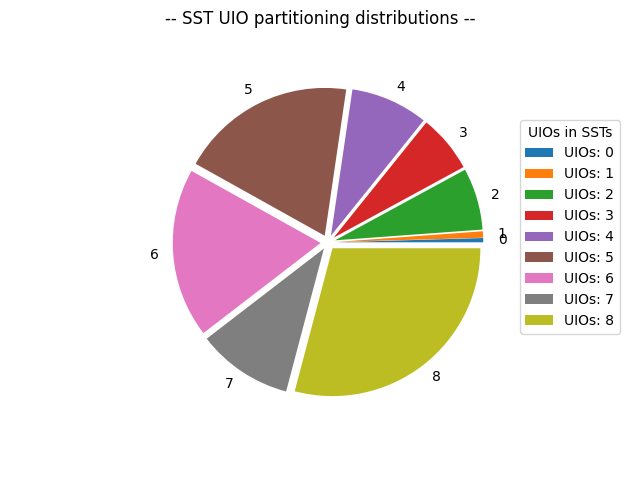 -- SST UIO partitioning distributions --
5
4
3
2
1
0
6
7
8
UIOs in SSTs
UIOs: 0
UIOs: 1
UIOs: 2
UIOs: 3
UIOs: 4
UIOs: 5
UIOs: 6
UIOs: 7
UIOs: 8